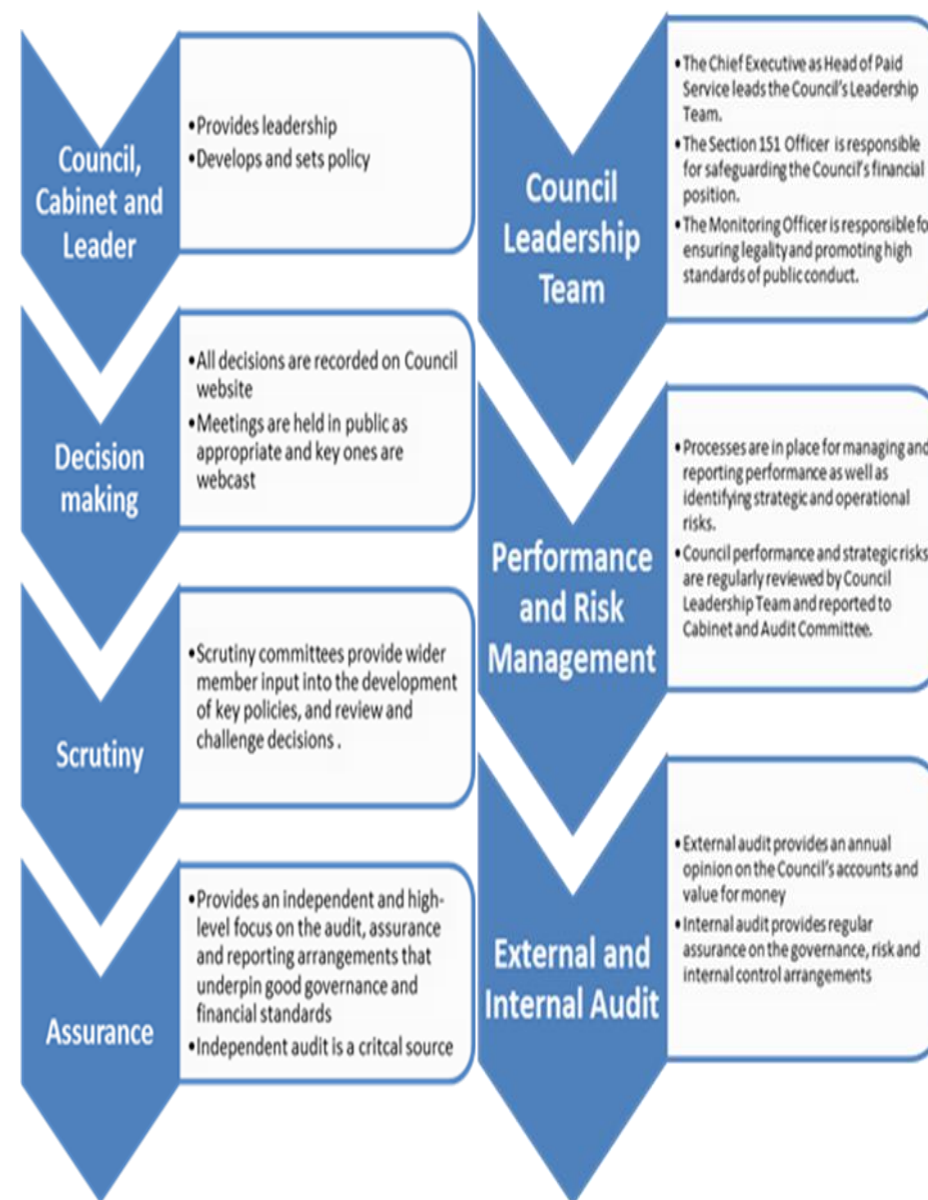 Council,
Cabinet and
Leader
•Provides leadership
•Develops and sets policy
Decision
making
•All decisions are recorded on Council
website
•Meetings are held in public as
appropriate and key ones are
webcast
Scrutiny
•Scrutiny committees provide wider
member input into the development
of key policies, and review and
challenge decisions .
Assurance
•Provides an independent and high-
level focus on the audit, assurance
and reporting arrangements that
underpin good governance and
financial standards
•Independent audit is a critcal source
Council
Leadership
Team
•The Chief Executive as Head of Paid
Service leads the Council's Leadership
Team.
•The Section 151 Officer is responsible
for safeguarding the Council's financial
position.
•The Monitoring Officer is responsible fo
ensuring legality and promoting high
standards of public conduct.
Performance
and Risk
Management
•Processes are in place for managing and
reporting performance as well as
identifying strategic and operational
risks.
•Council performance and strategic risks
are regularly reviewed by Council
Leadership Team and reported to
Cabinet and Audit Committee.
External and
Internal Audit
•External audit provides an annual
opinion on the Council's accounts and
value for money
•Internal audit provides regular
assurance on the governance, risk and
internal control arrangements